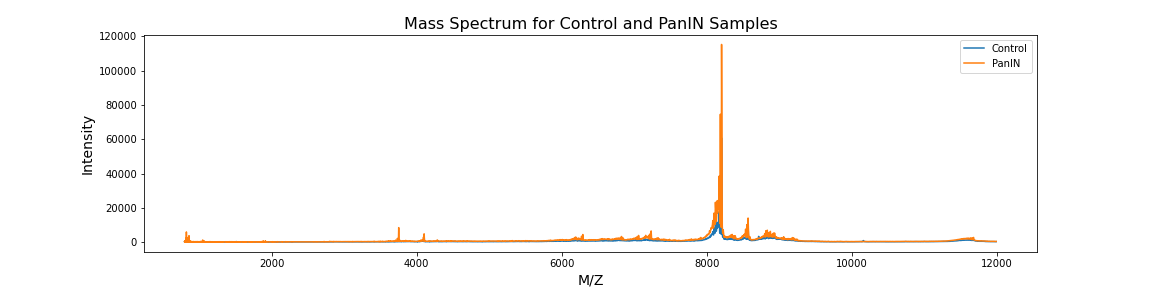 Mass Spectrum for Control and PanIN Samples
120000
100000
80000
60000
40000
20000
0
Intensity
Control
PanIN
2000 4000 6000 8000 10000 12000
M/Z